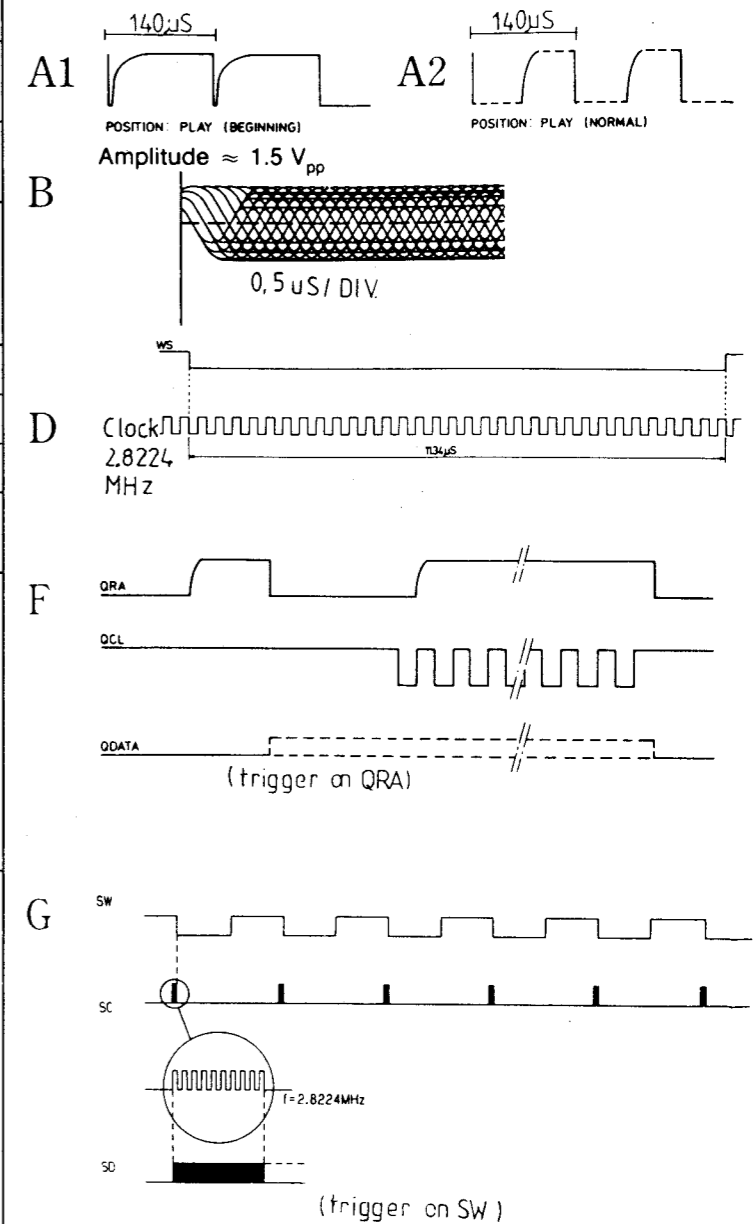 140µS
140µS
A1
A2
POSITION: PLAY (BEGINNING)
POSITION: PLAY (NORMAL)
Amplitude ≈ 1.5 Vpp
B
0,5 uS/ DIV.
WS
D
Clock
2.8224
MHz
11.34µS
F
QRA
QCL
QDATA
(trigger on QRA)
G
SW
SC
f=2.8224MHz
SD
(trigger on SW)